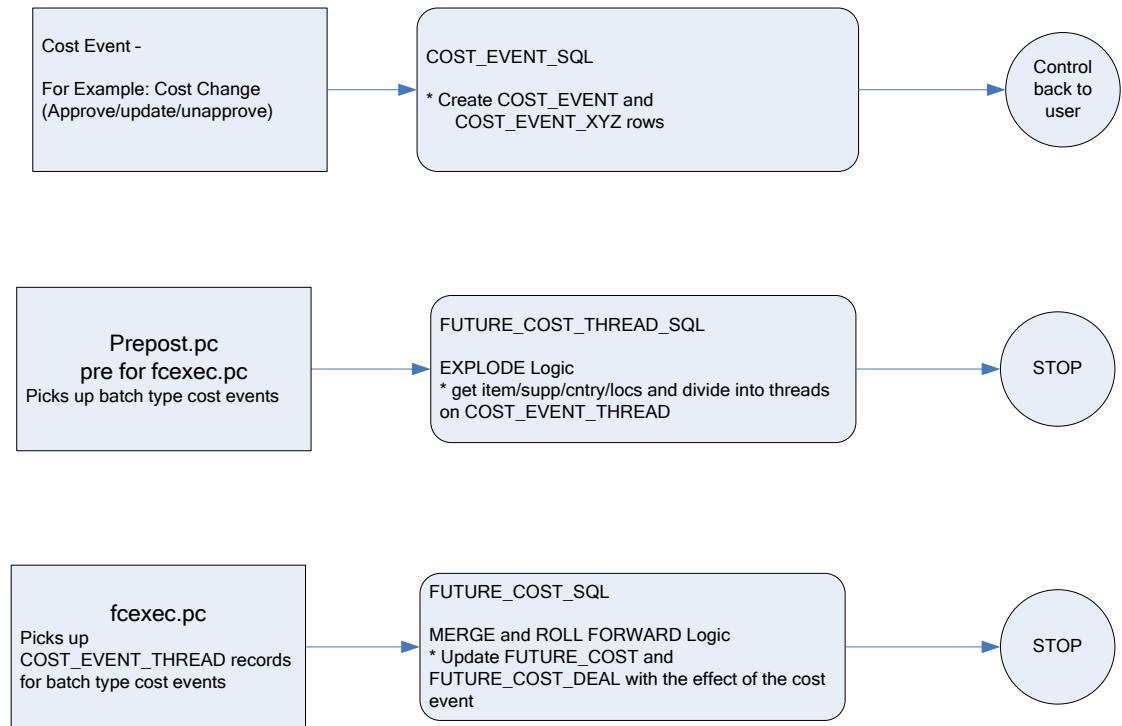 Cost Event –
For Example: Cost Change
(Approve/update/unapprove)
COST_EVENT_SQL
* Create COST_EVENT and
COST_EVENT_XYZ rows
Control
back to
user
Prepost.pc
pre for fcexec.pc
Picks up batch type cost events
FUTURE_COST_THREAD_SQL
EXPLODE Logic
* get item/supp/cntry/locs and divide into threads
on COST_EVENT_THREAD
STOP
fcexec.pc
Picks up
COST_EVENT_THREAD records
for batch type cost events
FUTURE_COST_SQL
MERGE and ROLL FORWARD Logic
* Update FUTURE_COST and
FUTURE_COST_DEAL with the effect of the cost
event
STOP